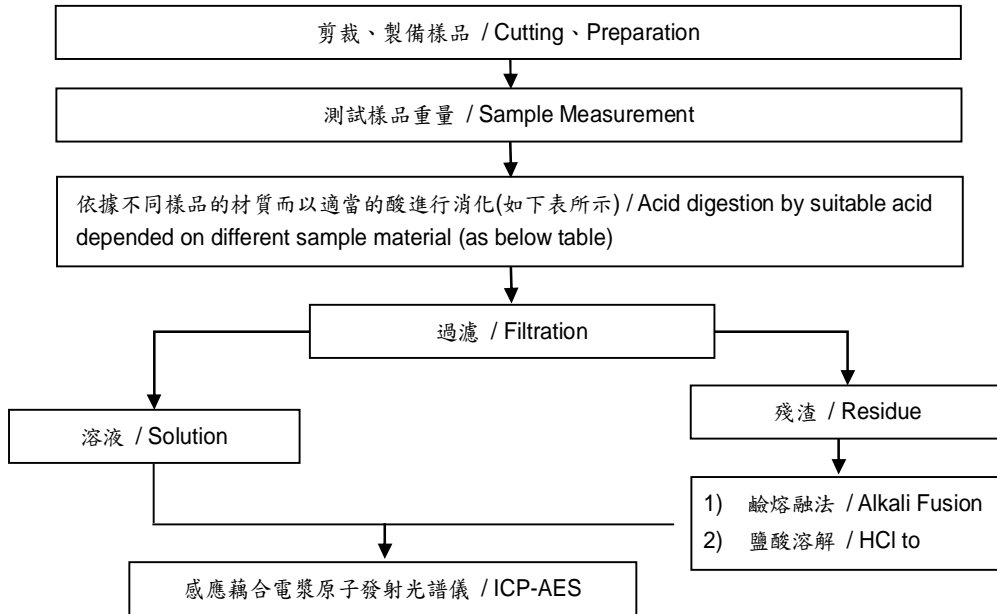 剪裁、製備樣品 / Cutting、Preparation
測試樣品重量 / Sample Measurement
依據不同樣品的材質而以適當的酸進行消化(如下表所示) / Acid digestion by suitable acid
depended on different sample material (as below table)
過濾 / Filtration
溶液 / Solution
殘渣 / Residue
1) 鹼熔融法 / Alkali Fusion
2) 鹽酸溶解 / HCl to
感應藕合電漿原子發射光譜儀 / ICP-AES